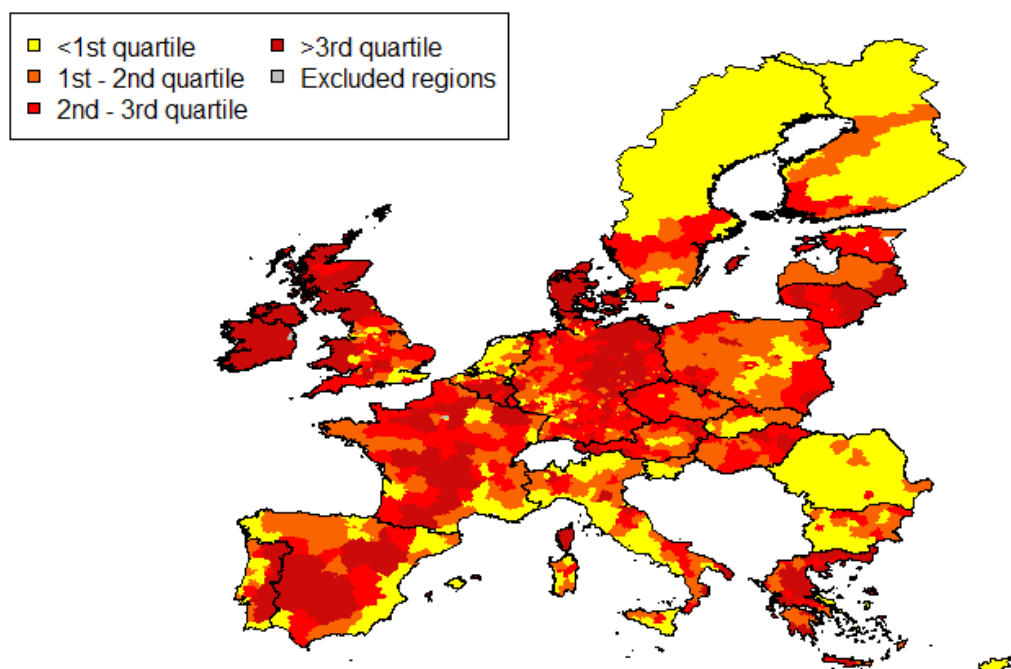 <1st quartile
>3rd quartile
1st - 2nd quartile
Excluded regions
2nd - 3rd quartile